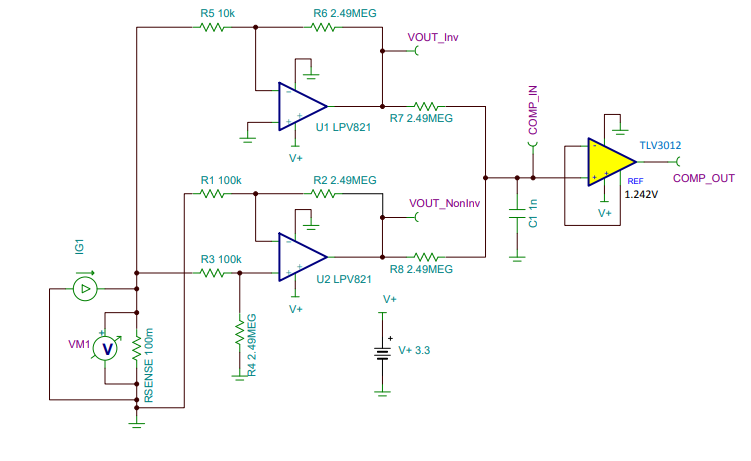 R5 10k
R6 2.49MEG
VOUT_Inv
U1 LPV821
V+
R7 2.49MEG
COMP_IN
TLV3012
REF
1.242V
V+
COMP_OUT
R1 100k
R2 2.49MEG
VOUT_NonInv
C1 1n
R3 100k
U2 LPV821
V+
R8 2.49MEG
IG1
R4 2.49MEG
V+
V+ 3.3
VM1
V
+
RSENSE 100m